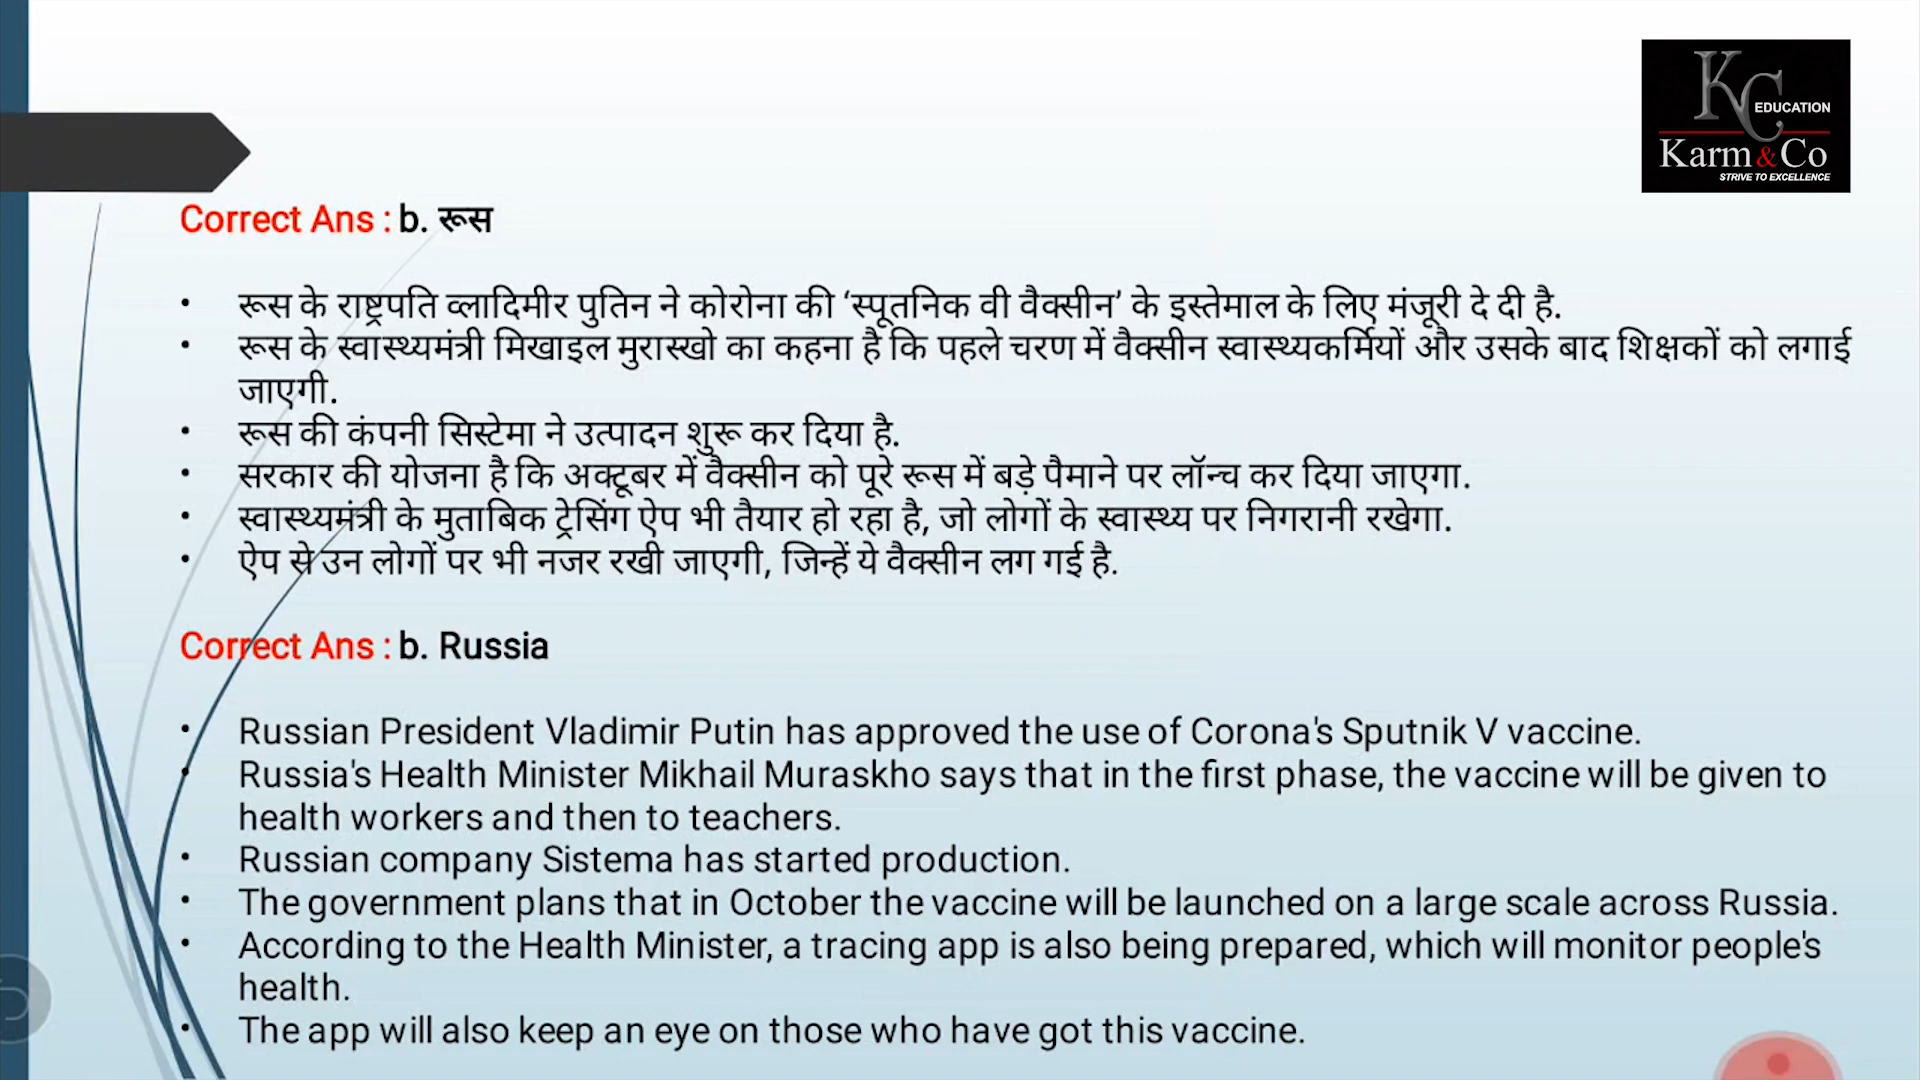 KC
EDUCATION
Karm & Co
STRIVE TO EXCELLENCE
Correct Ans : b. रूस
• रूस के राष्ट्रपति व्लादिमीर पुतिन ने कोरोना की ‘स्पूतनिक वी वैक्सीन’ के इस्तेमाल के लिए मंजूरी दे दी है.
• रूस के स्वास्थ्यमंत्री मिखाइल मुरास्खो का कहना है कि पहले चरण में वैक्सीन स्वास्थ्यकर्मियों और उसके बाद शिक्षकों को लगाई
जाएगी.
• रूस की कंपनी सिस्टेमा ने उत्पादन शुरू कर दिया है.
• सरकार की योजना है कि अक्टूबर में वैक्सीन को पूरे रूस में बड़े पैमाने पर लॉन्च कर दिया जाएगा.
• स्वास्थ्यमंत्री के मुताबिक ट्रेसिंग ऐप भी तैयार हो रहा है, जो लोगों के स्वास्थ्य पर निगरानी रखेगा.
• ऐप से उन लोगों पर भी नजर रखी जाएगी, जिन्हें ये वैक्सीन लग गई है.
Correct Ans : b. Russia
• Russian President Vladimir Putin has approved the use of Corona's Sputnik V vaccine.
• Russia's Health Minister Mikhail Muraskho says that in the first phase, the vaccine will be given to
health workers and then to teachers.
• Russian company Sistema has started production.
• The government plans that in October the vaccine will be launched on a large scale across Russia.
• According to the Health Minister, a tracing app is also being prepared, which will monitor people's
health.
• The app will also keep an eye on those who have got this vaccine.